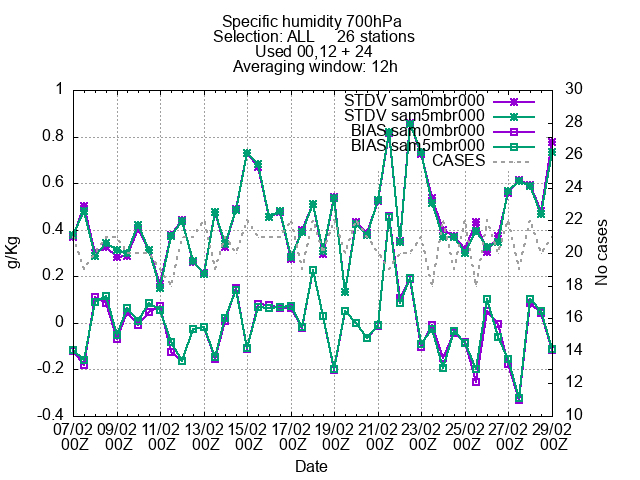 Specific humidity 700hPa
Selection: ALL 26 stations
Used 00,12 + 24
Averaging window: 12h
STDV sam0mbr000
STDV sam5mbr000
BIAS sam0mbr000
BIAS sam5mbr000
CASES
1
0.8
0.6
0.4
0.2
0
-0.2
-0.4
g/Kg
30
28
26
24
22
20
18
16
14
12
10
No cases
07/02 09/02 11/02 13/02 15/02 17/02 19/02 21/02 23/02 25/02 27/02 29/02
00Z 00Z 00Z 00Z 00Z 00Z 00Z 00Z 00Z 00Z 00Z 00Z
Date